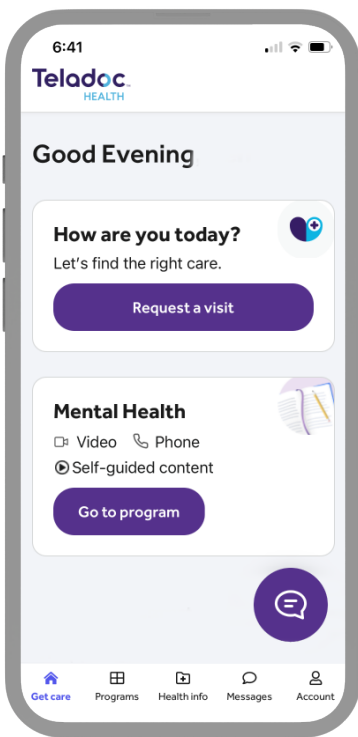 6:41
Teladoc™
HEALTH
Good Evening
How are you today?
Let's find the right care.
Request a visit
Mental Health
Video Phone
Self-guided content
Go to program
Get care Programs Health info Messages Account